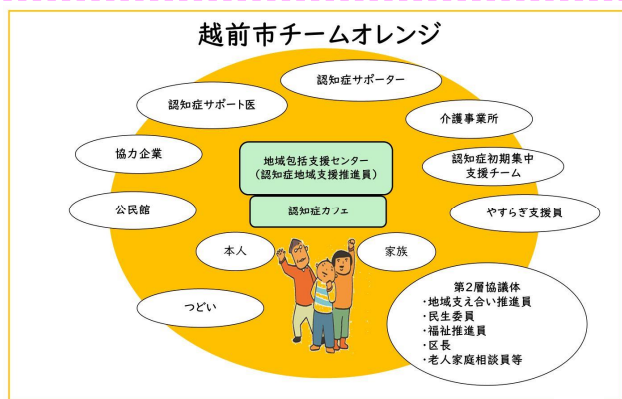 越前市チームオレンジ
認知症サポーター
認知症サポート医
介護事業所
協力企業
地域包括支援センター
（認知症地域支援推進員）
認知症初期集中
支援チーム
公民館
認知症カフェ
やすらぎ支援員
本人
家族
つどい
第2層協議体
・地域支え合い推進員
・民生委員
・福祉推進員
・区長
・老人家庭相談員等